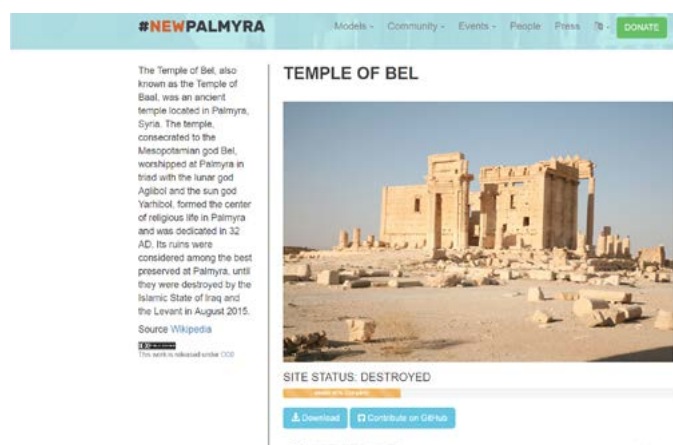 #NEWPALMYRA
Models Community Events People Press DONATE
The Temple of Bel, also
known as the Temple of
Baal, was an ancient
temple located in Palmyra,
Syria. The temple,
consecrated to the
Mesopotamian god Bel,
worshipped at Palmyra in
triad with the lunar god
Aglibol and the sun god
Yarhibol, formed the center
of religious life in Palmyra
and was dedicated in 32
AD. Its ruins were
considered among the best
preserved at Palmyra, until
they were destroyed by the
Islamic State of Iraq and
the Levant in August 2015.
Source Wikipedia
This work is released under CC0
TEMPLE OF BEL
SITE STATUS: DESTROYED
Download Contribute on GitHub